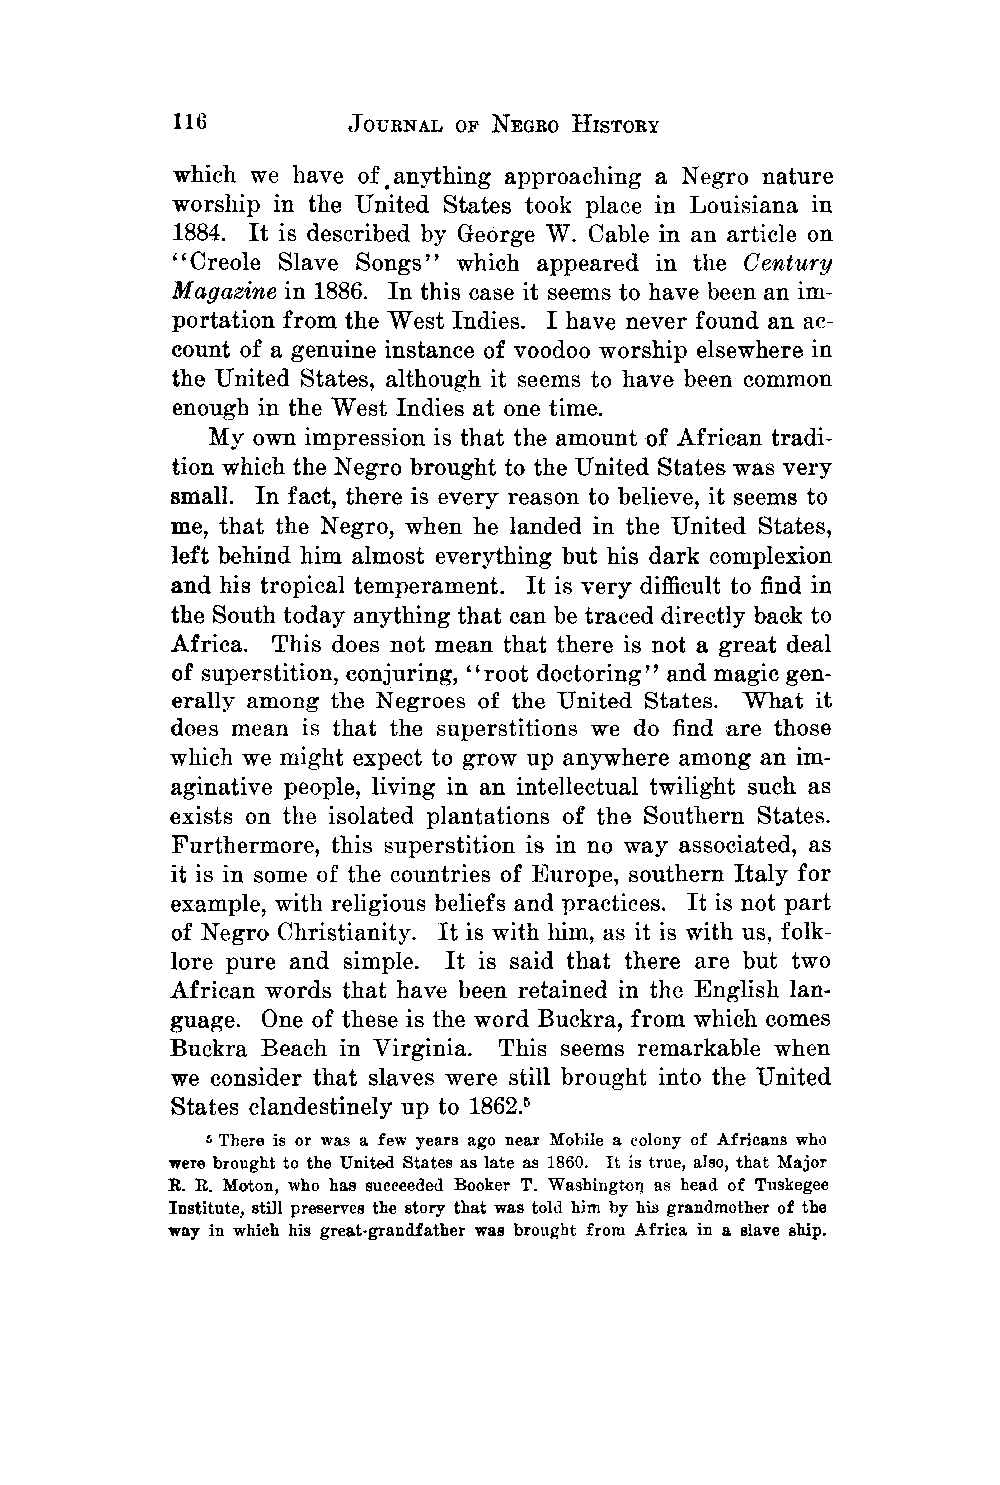 116 JOURNAL OF NEGRO HISTORY
which we have of anything approaching a Negro nature
worship in the United States took place in Louisiana in
1884. It is described by George W. Cable in an article on
“Creole Slave Songs” which appeared in the Century
Magazine in 1886. In this case it seems to have been an im-
portation from the West Indies. I have never found an ac-
count of a genuine instance of voodoo worship elsewhere in
the United States, although it seems to have been common
enough in the West Indies at one time.
My own impression is that the amount of African tradi-
tion which the Negro brought to the United States was very
small. In fact, there is every reason to believe, it seems to
me, that the Negro, when he landed in the United States,
left behind him almost everything but his dark complexion
and his tropical temperament. It is very difficult to find in
the South today anything that can be traced directly back to
Africa. This does not mean that there is not a great deal
of superstition, conjuring, “root doctoring” and magic gen-
erally among the Negroes of the United States. What it
does mean is that the superstitions we do find are those
which we might expect to grow up anywhere among an im-
aginative people, living in an intellectual twilight such as
exists on the isolated plantations of the Southern States.
Furthermore, this superstition is in no way associated, as
it is in some of the countries of Europe, southern Italy for
example, with religious beliefs and practices. It is not part
of Negro Christianity. It is with him, as it is with us, folk-
lore pure and simple. It is said that there are but two
African words that have been retained in the English lan-
guage. One of these is the word Buckra, from which comes
Buckra Beach in Virginia. This seems remarkable when
we consider that slaves were still brought into the United
States clandestinely up to 1862.⁵
⁵ There is or was a few years ago near Mobile a colony of Africans who
were brought to the United States as late as 1860. It is true, also, that Major
R. R. Moton, who has succeeded Booker T. Washington as head of Tuskegee
Institute, still preserves the story that was told him by his grandmother of the
way in which his great-grandfather was brought from Africa in a slave ship.